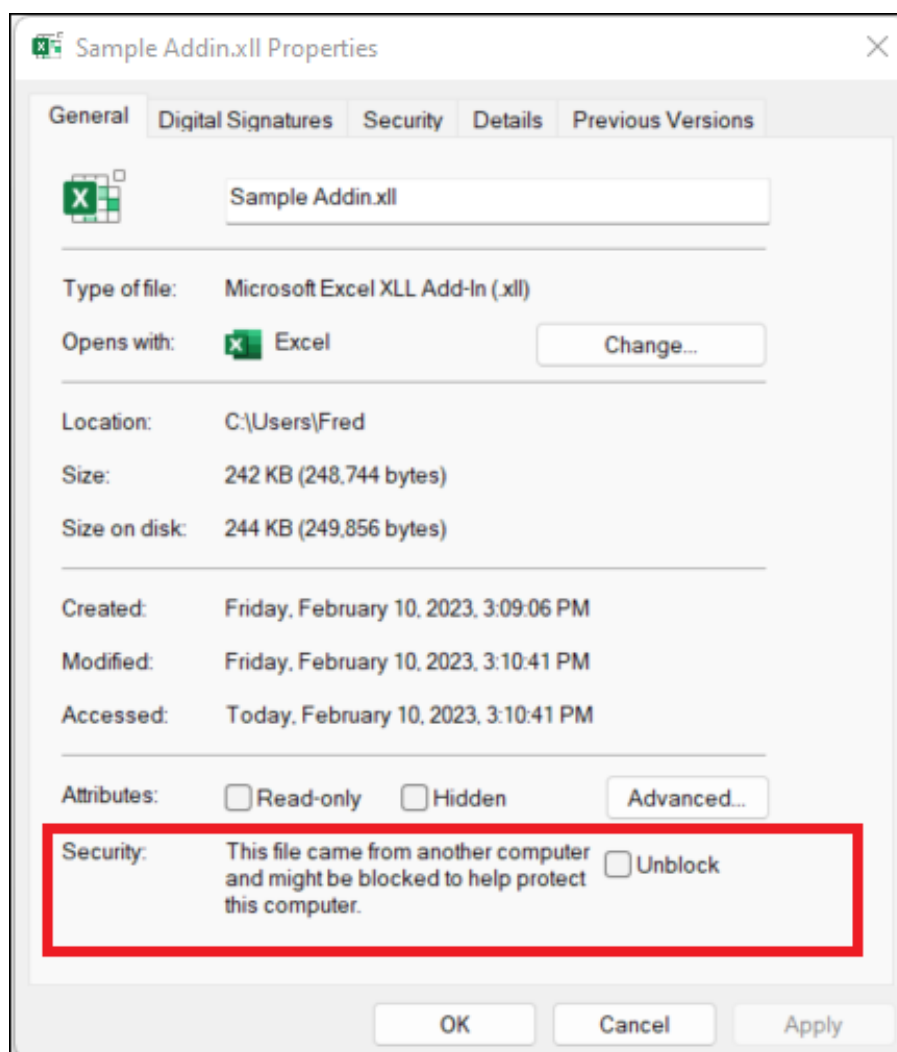 Sample Addin.xll Properties
General Digital Signatures Security Details Previous Versions
Sample Addin.xll
Type of file: Microsoft Excel XLL Add-In (.xll)
Opens with: Excel Change...
Location: C:\Users\Fred
Size: 242 KB (248,744 bytes)
Size on disk: 244 KB (249,856 bytes)
Created: Friday, February 10, 2023, 3:09:06 PM
Modified: Friday, February 10, 2023, 3:10:41 PM
Accessed: Today, February 10, 2023, 3:10:41 PM
Attributes: Read-only Hidden Advanced...
Security: This file came from another computer Unblock
and might be blocked to help protect
this computer.
OK Cancel Apply